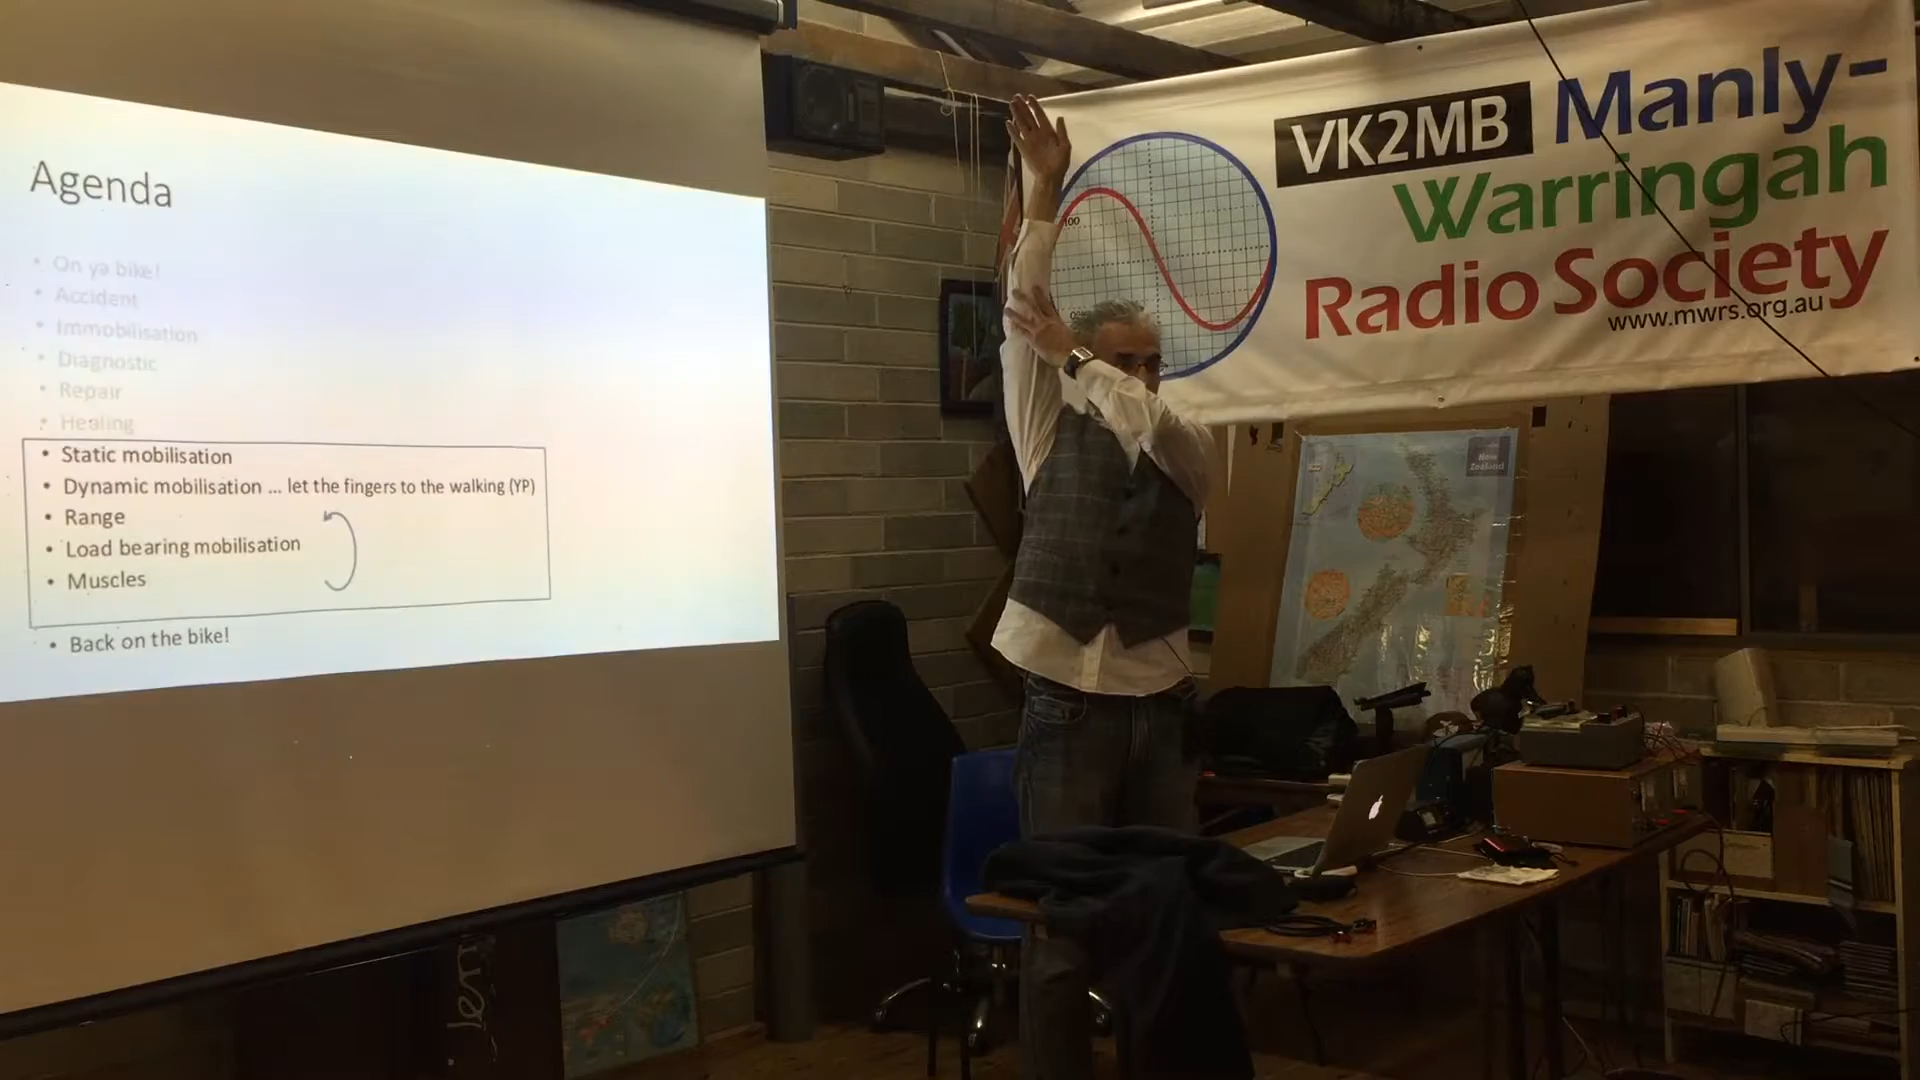 Agenda
• On ya bike!
• Accident
• Immobilisation
• Diagnostic
• Repair
• Healing
• Static mobilisation
• Dynamic mobilisation ... let the fingers to the walking (YP)
• Range
• Load bearing mobilisation
• Muscles
• Back on the bike!
100
VK2MB Manly-
Warringah
Radio Society
www.mwrs.org.au
New
Zealand